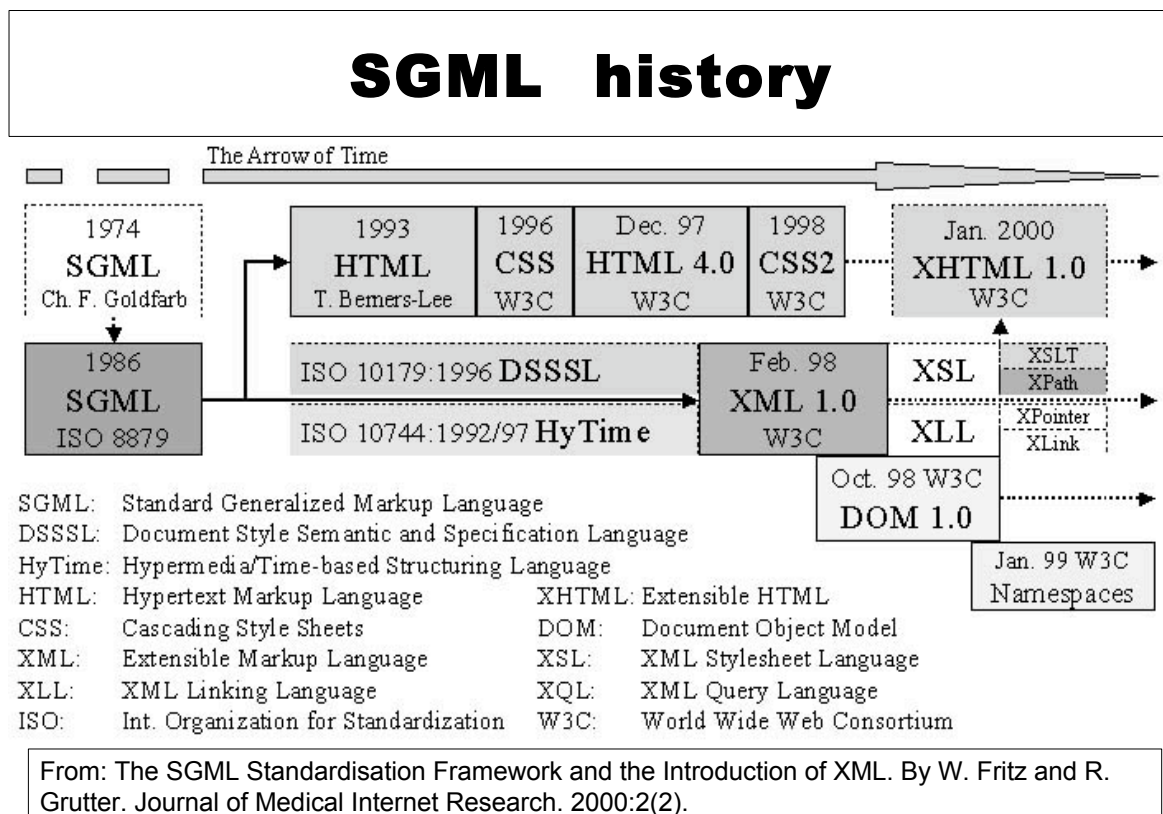 SGML history
The Arrow of Time
1974
SGML
Ch. F. Goldfarb
1993
HTML
T. Berners-Lee
1996
CSS
W3C
Dec. 97
HTML 4.0
W3C
1998
CSS2
W3C
Jan. 2000
XHTML 1.0
W3C
1986
SGML
ISO 8879
ISO 10179:1996 DSSSL
ISO 10744:1992/97 HyTime
Feb. 98
XML 1.0
W3C
XSL
XLL
XSLT
XPath
XPointer
XLink
Oct. 98 W3C
DOM 1.0
Jan. 99 W3C
Namespaces
SGML: Standard Generalized Markup Language
DSSSL: Document Style Semantic and Specification Language
HyTime: Hypermedia/Time-based Structuring Language
HTML: Hypertext Markup Language XHTML: Extensible HTML
CSS: Cascading Style Sheets DOM: Document Object Model
XML: Extensible Markup Language XSL: XML Stylesheet Language
XLL: XML Linking Language XQL: XML Query Language
ISO: Int. Organization for Standardization W3C: World Wide Web Consortium
From: The SGML Standardisation Framework and the Introduction of XML. By W. Fritz and R.
Grutter. Journal of Medical Internet Research. 2000:2(2).